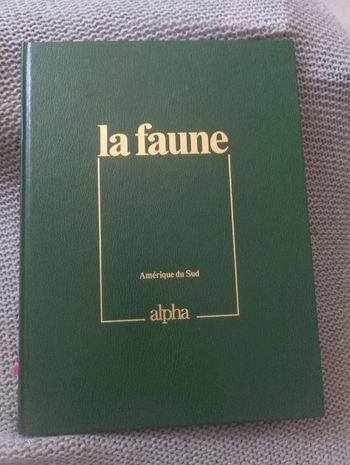 la faune
Amérique du Sud
alpha